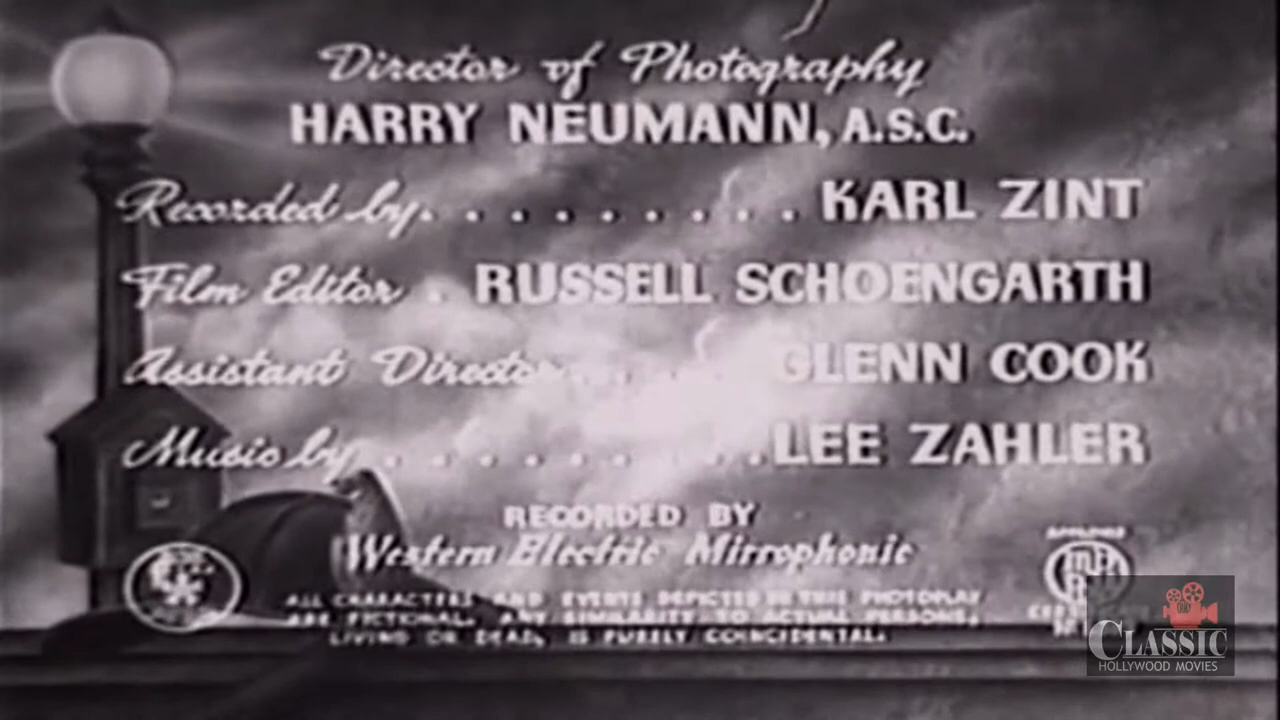 Director of Photography
HARRY NEUMANN, A.S.C.
Recorded by. . . . . . . . . . KARL ZINT
Film Editor . RUSSELL SCHOENGARTH
Assistant Director . . . . . GLENN COOK
Music by . . . . . . . . . LEE ZAHLER
RECORDED BY
Western Electric Mirrophonic
ALL CHARACTERS AND EVENTS DEPICTED IN THIS PHOTOPLAY
ARE FICTIONAL. ANY SIMILARITY TO ACTUAL PERSONS,
LIVING OR DEAD, IS PURELY COINCIDENTAL.
APPROVED
CLASSIC
HOLLYWOOD MOVIES